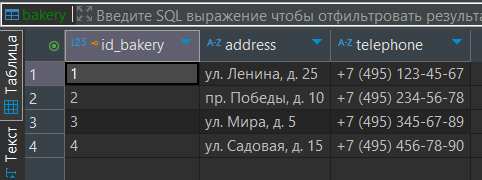 bakery Введите SQL выражение чтобы отфильтровать результа
Таблица
Текст
123 id_bakery A-Z address A-Z telephone
1 1 ул. Ленина, д. 25 +7 (495) 123-45-67
2 2 пр. Победы, д. 10 +7 (495) 234-56-78
3 3 ул. Мира, д. 5 +7 (495) 345-67-89
4 4 ул. Садовая, д. 15 +7 (495) 456-78-90